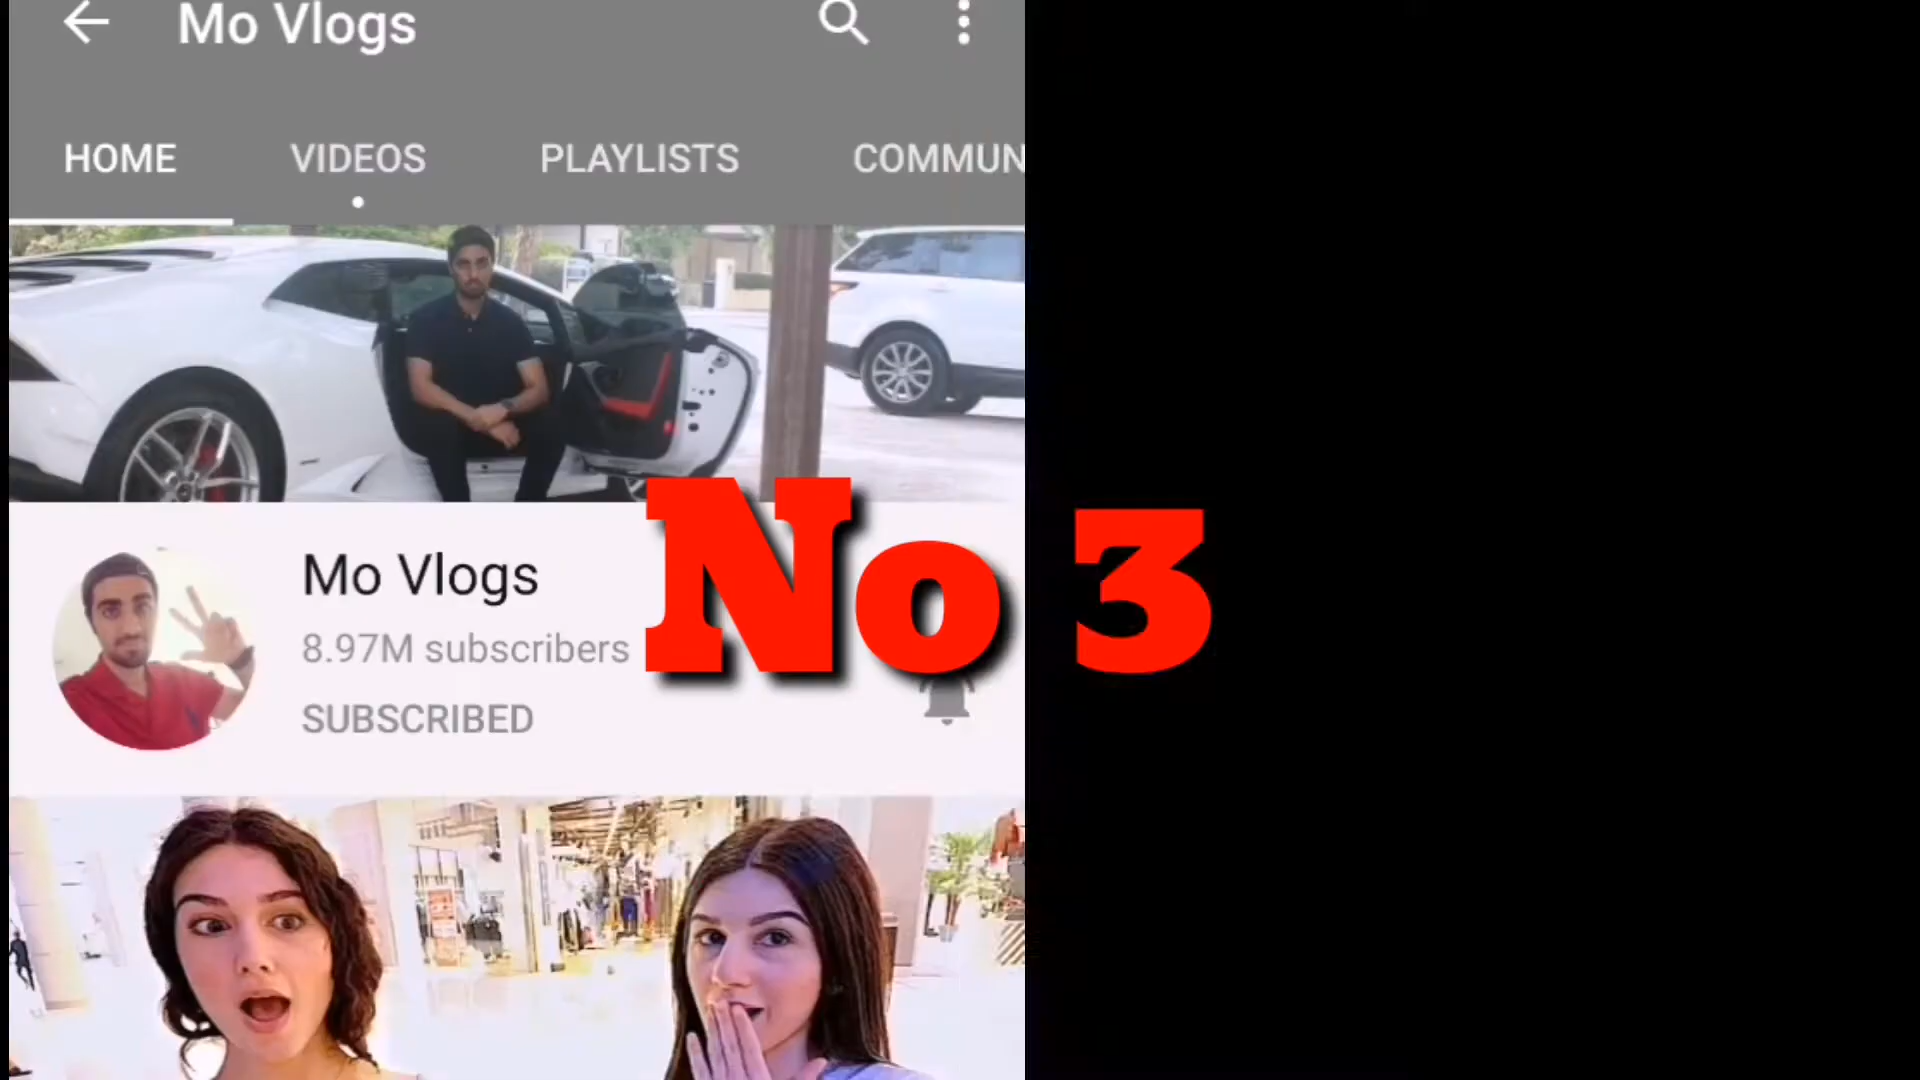 Mo Vlogs
HOME VIDEOS PLAYLISTS COMMUN
No 3
Mo Vlogs
8.97M subscribers
SUBSCRIBED